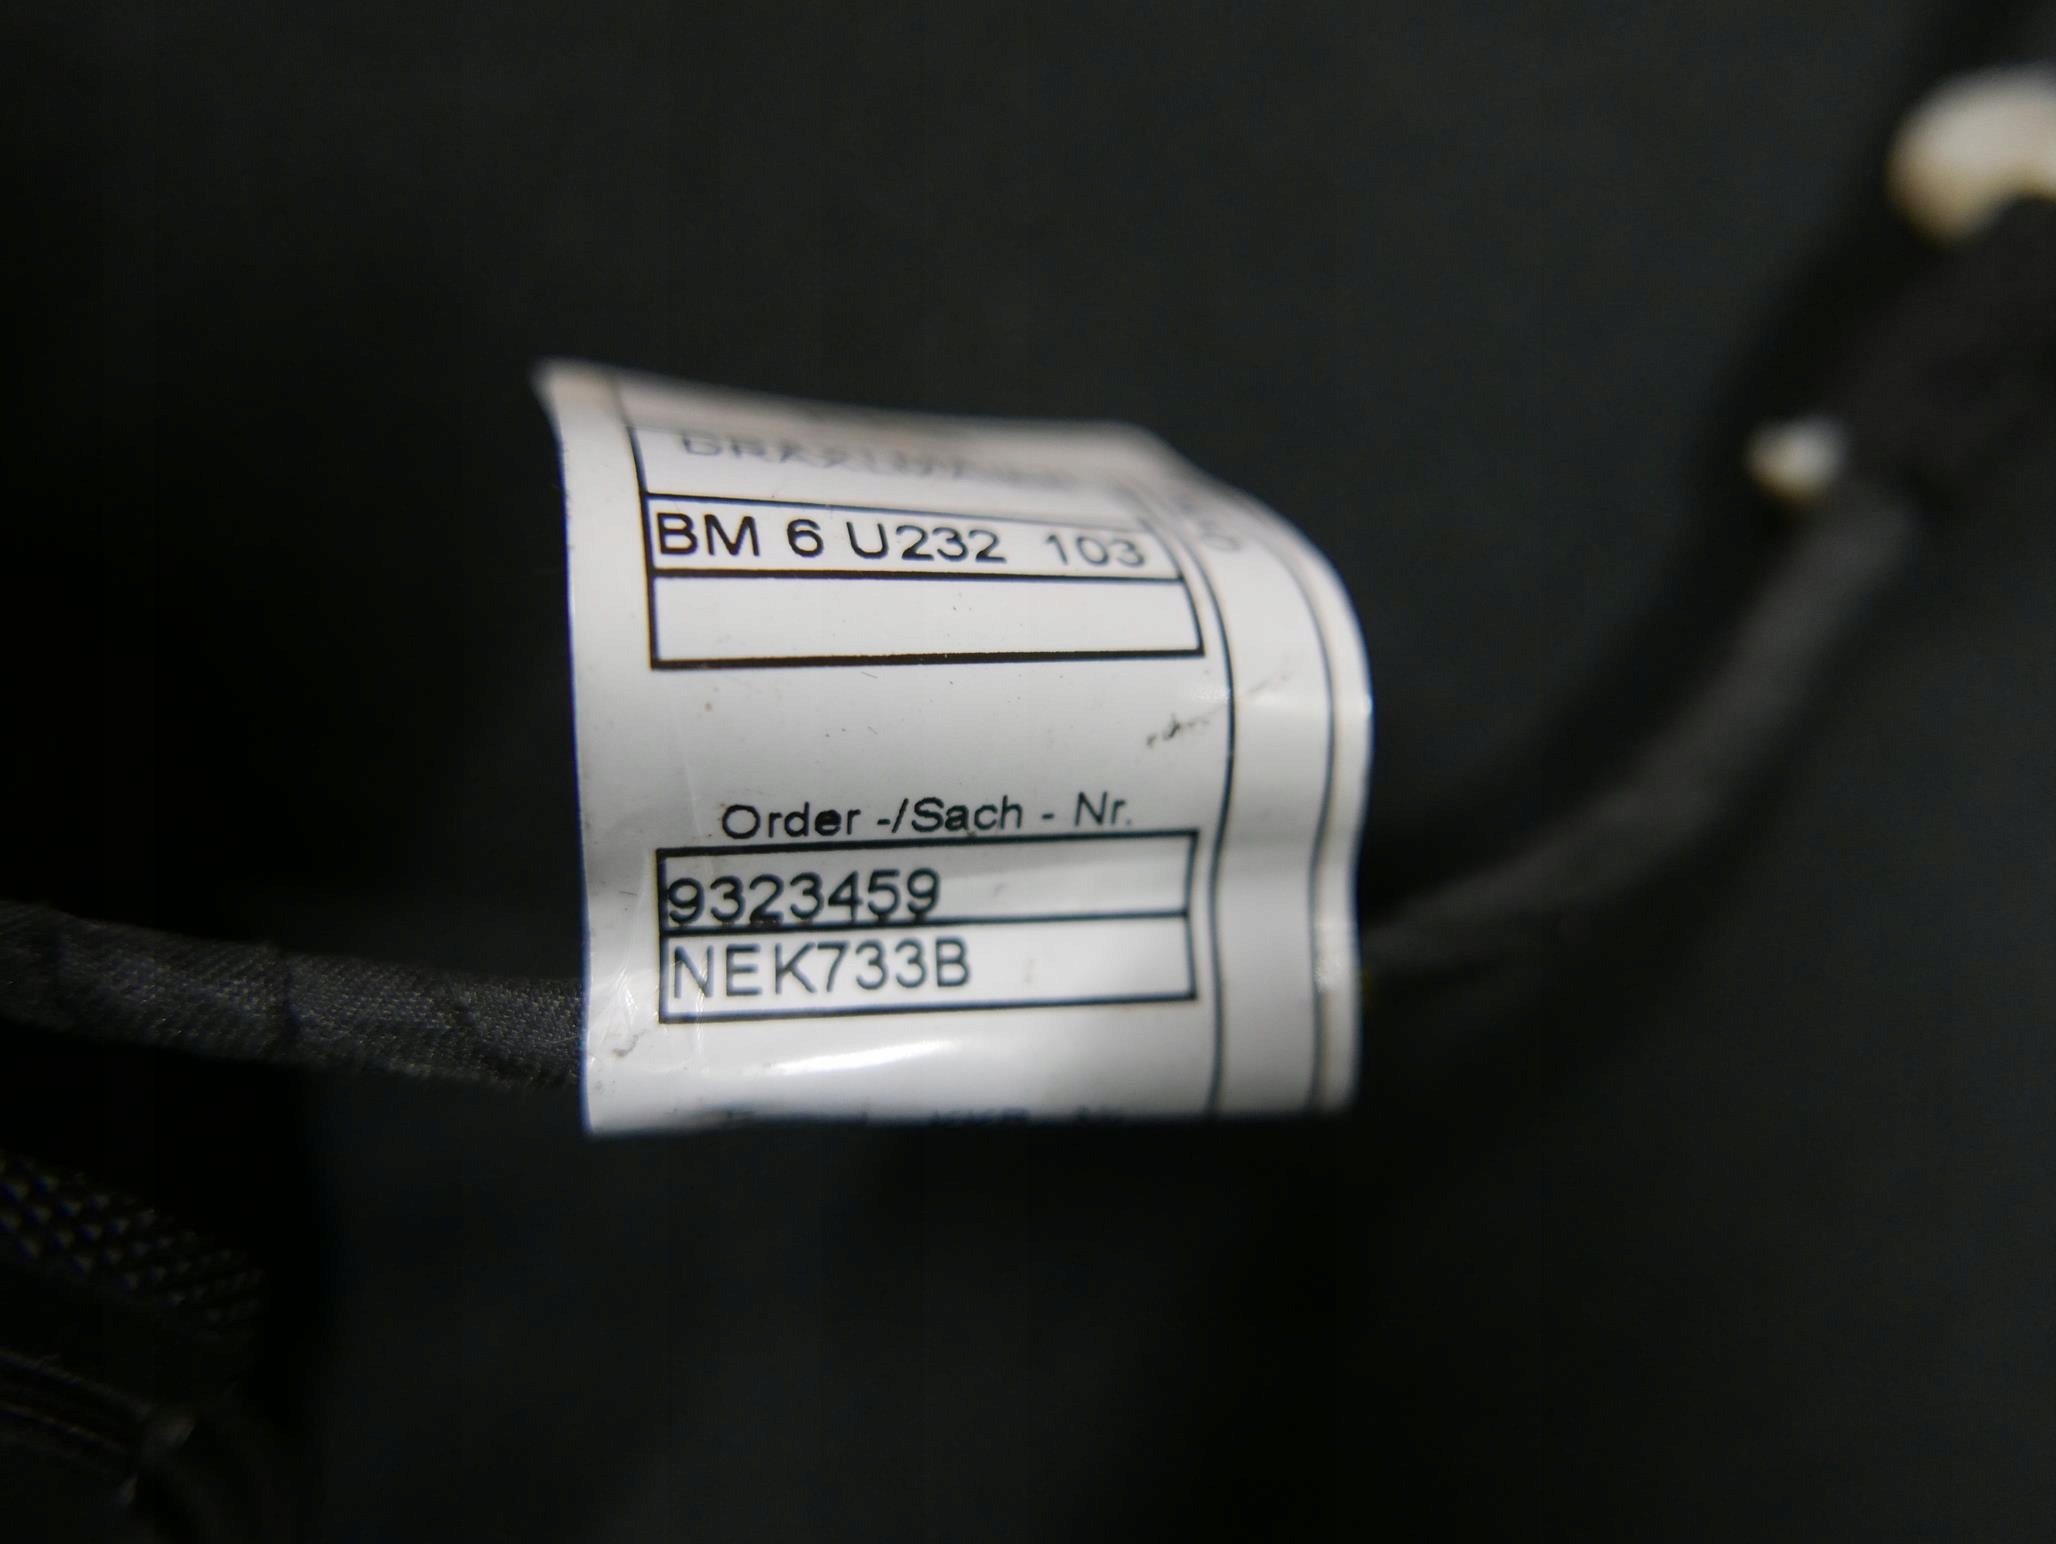 BM 6 U232 103
Order -/Sach - Nr.
9323459
NEK733B